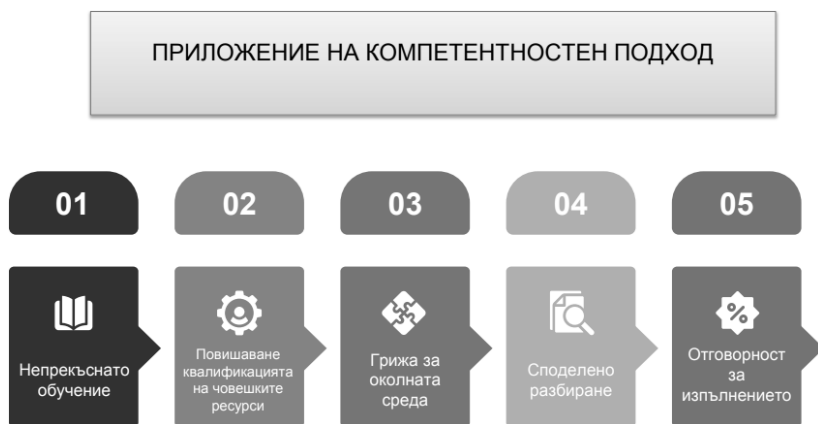 ПРИЛОЖЕНИЕ НА КОМПЕТЕНТНОСТЕН ПОДХОД
01
02
03
04
05
Непрекъснато
обучение
Повишаване
квалификацията
на човешките
ресурси
Грижа за
околната
среда
Споделено
разбиране
%
Отговорност
за
изпълнението